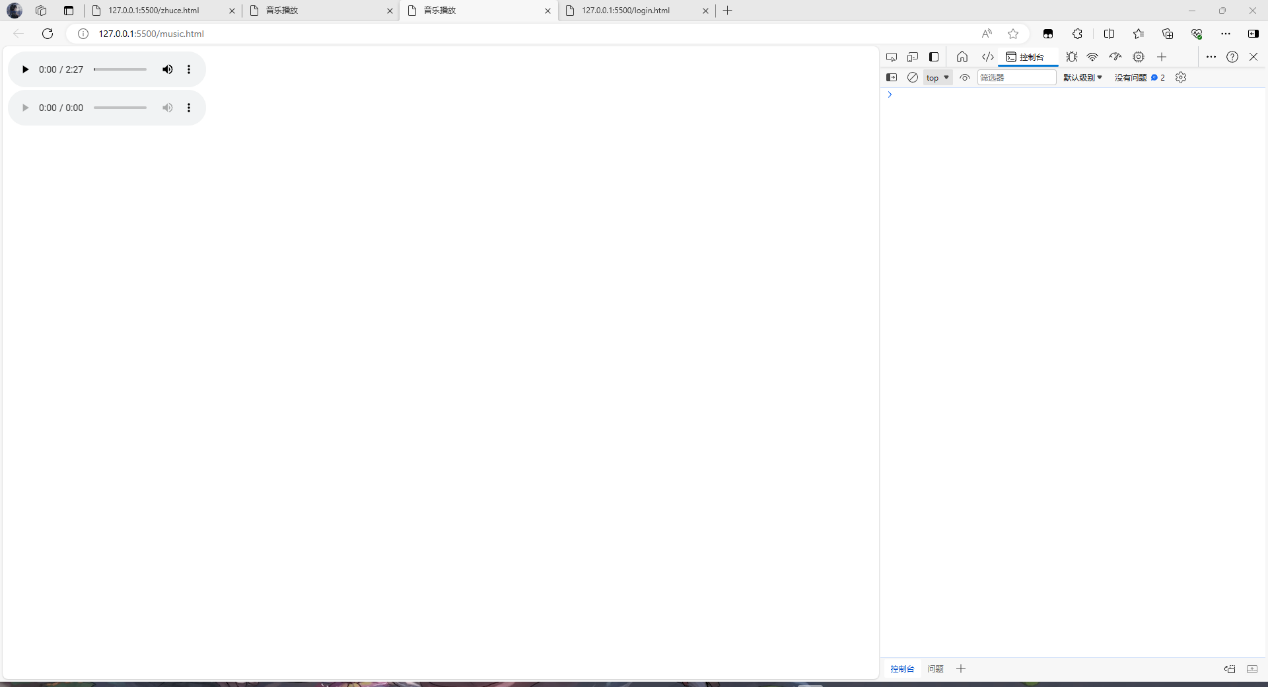 127.0.0.1:5500/zhuce.html
音乐播放
音乐播放
127.0.0.1:5500/login.html
127.0.0.1:5500/music.html
0:00 / 2:27
0:00 / 0:00
控制台
top
筛选器
默认级别
没有问题
2
控制台
问题